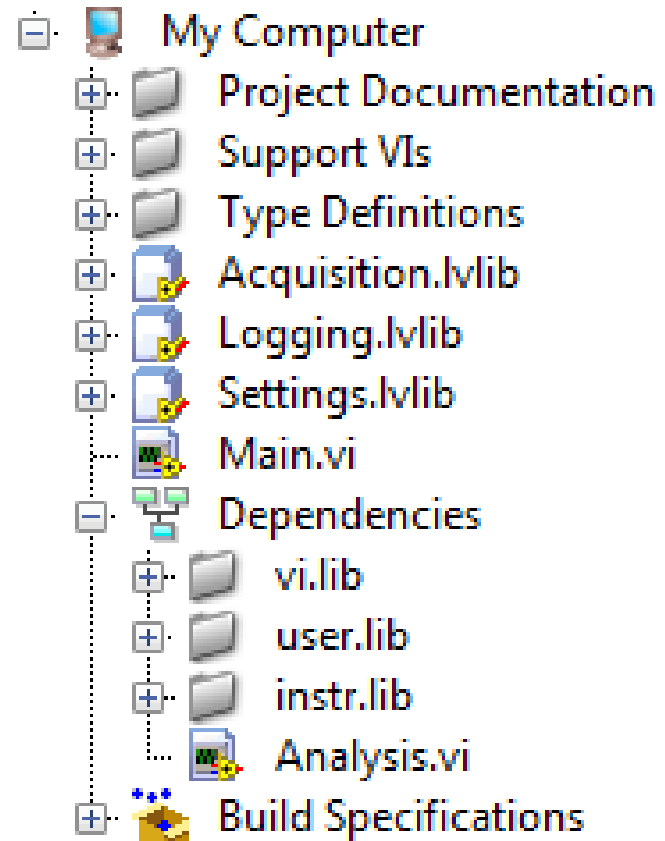 My Computer
Project Documentation
Support VIs
Type Definitions
Acquisition.lvlib
Logging.lvlib
Settings.lvlib
Main.vi
Dependencies
vi.lib
user.lib
instr.lib
Analysis.vi
Build Specifications